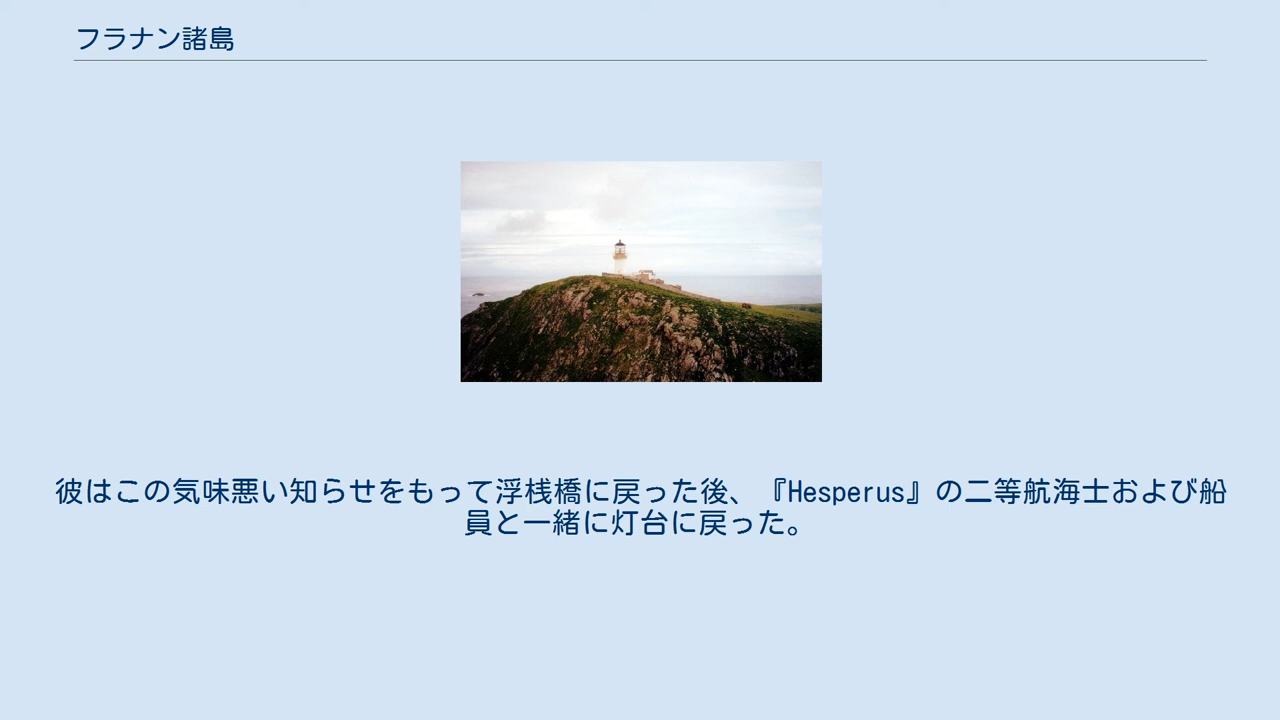 フラナン諸島
彼はこの気味悪い知らせをもって浮桟橋に戻った後、『Hesperus』の二等航海士および船
員と一緒に灯台に戻った。